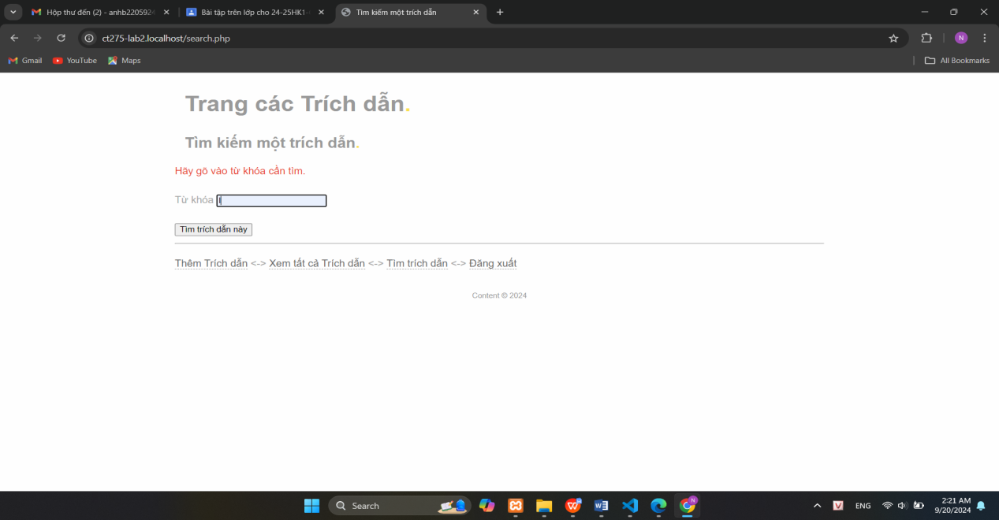 Hộp thư đến (2) - anhb220592
Bài tập trên lớp cho 24-25HK1-
Tìm kiếm một trích dẫn
ct275-lab2.localhost/search.php
N
Gmail
YouTube
Maps
All Bookmarks
Trang các Trích dẫn.
Tìm kiếm một trích dẫn.
Hãy gõ vào từ khóa cần tìm.
Từ khóa
Tìm trích dẫn này
Thêm Trích dẫn <-> Xem tất cả Trích dẫn <-> Tìm trích dẫn <-> Đăng xuất
Content © 2024
Search
ENG
2:21 AM
9/20/2024